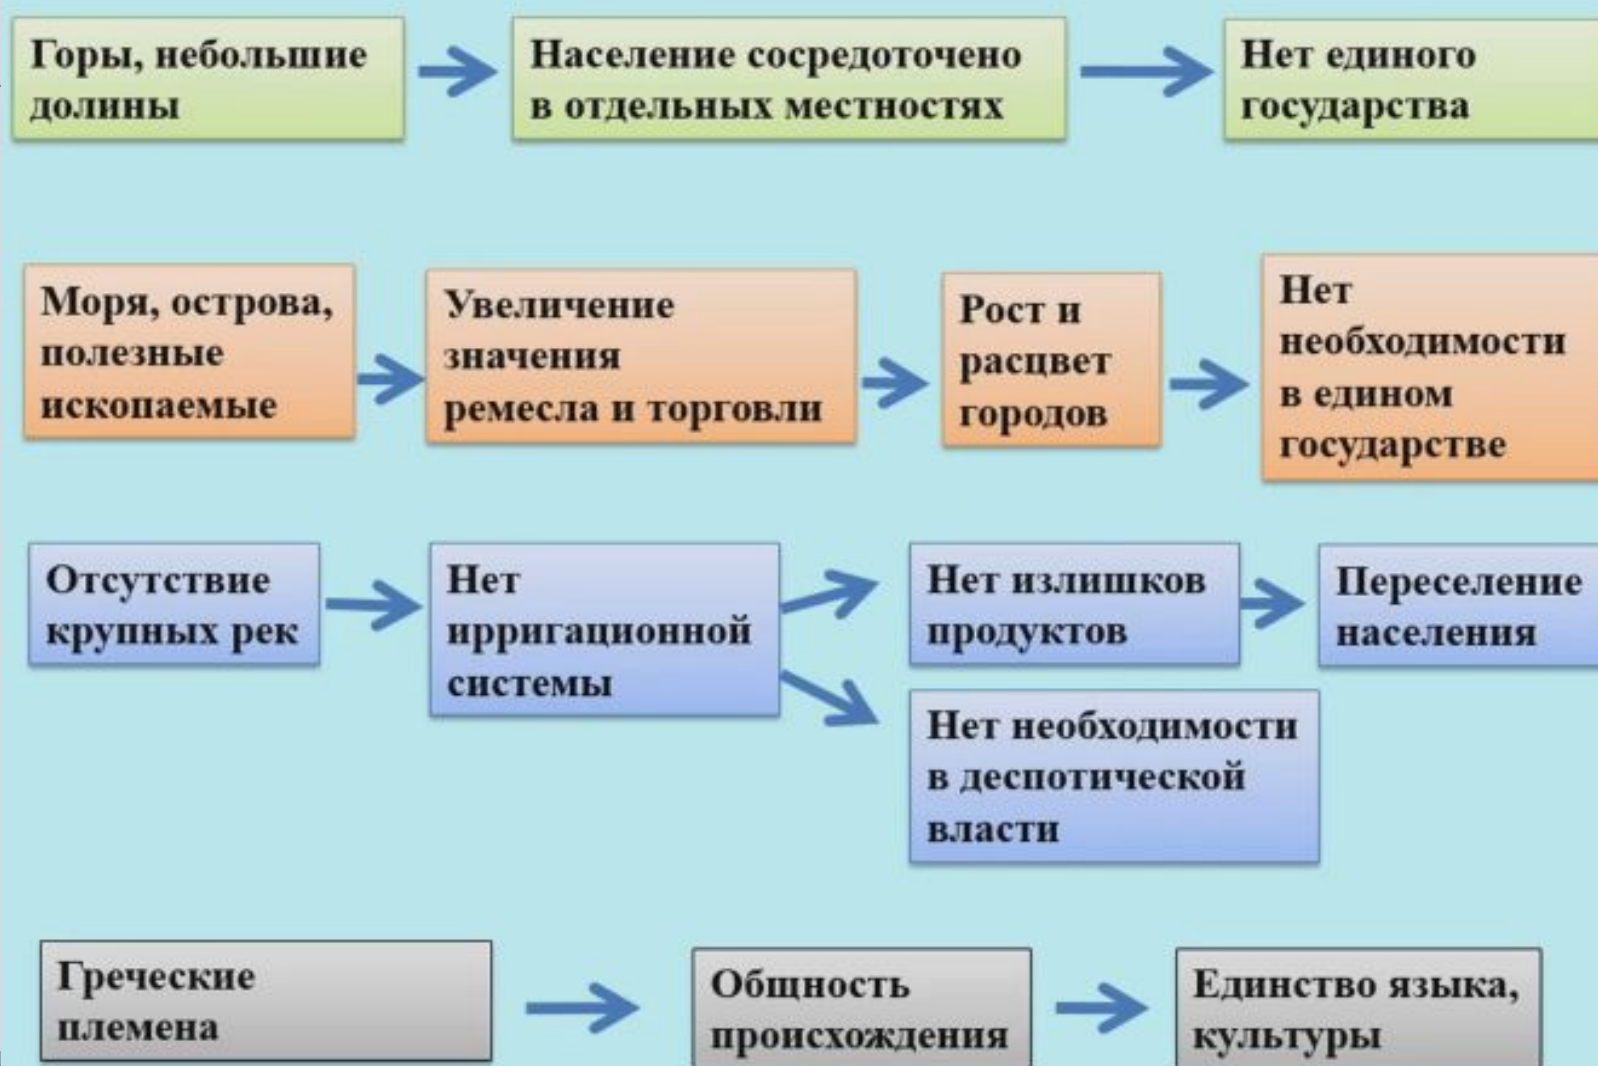 Горы, небольшие
долины
Население сосредоточено
в отдельных местностях
Нет единого
государства
Моря, острова,
полезные
ископаемые
Увеличение
значения
ремесла и торговли
Рост и
расцвет
городов
Нет
необходимости
в едином
государстве
Отсутствие
крупных рек
Нет
ирригационной
системы
Нет излишков
продуктов
Переселение
населения
Нет необходимости
в деспотической
власти
Греческие
племена
Общность
происхождения
Единство языка,
культуры